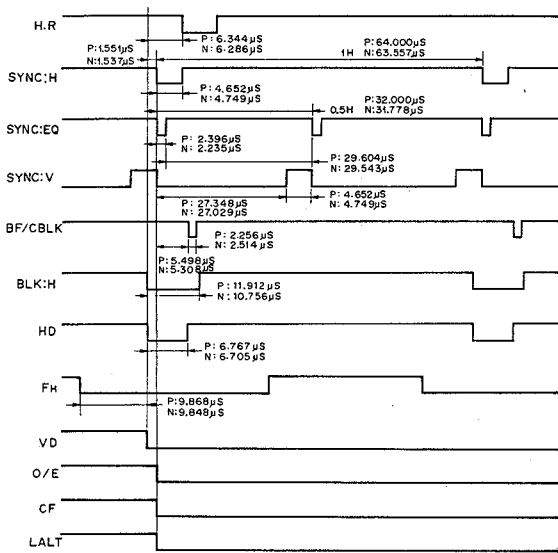 H.R
P: 6.344µS
N: 6.286µS
P:1.551µS
N:1.537µS
P:64.000µS
1H N: 63.557µS
SYNC:H
P: 4.652µS
N: 4.749µS
0.5H
P:32.000µS
N:31.778µS
SYNC:EQ
P: 2.396µS
N: 2.235µS
P:29.604µS
N:29.543µS
SYNC:V
P: 27.348µS
N: 27.029µS
P: 4.652µS
N: 4.749µS
BF/CBLK
P: 2.256µS
N: 2.514µS
P:5.498µS
N:5.308µS
BLK:H
P:11.912µS
N:10.756µS
HD
P: 6.767µS
N: 6.705µS
FH
P:9.868µS
N:9.848µS
VD
O/E
CF
LALT